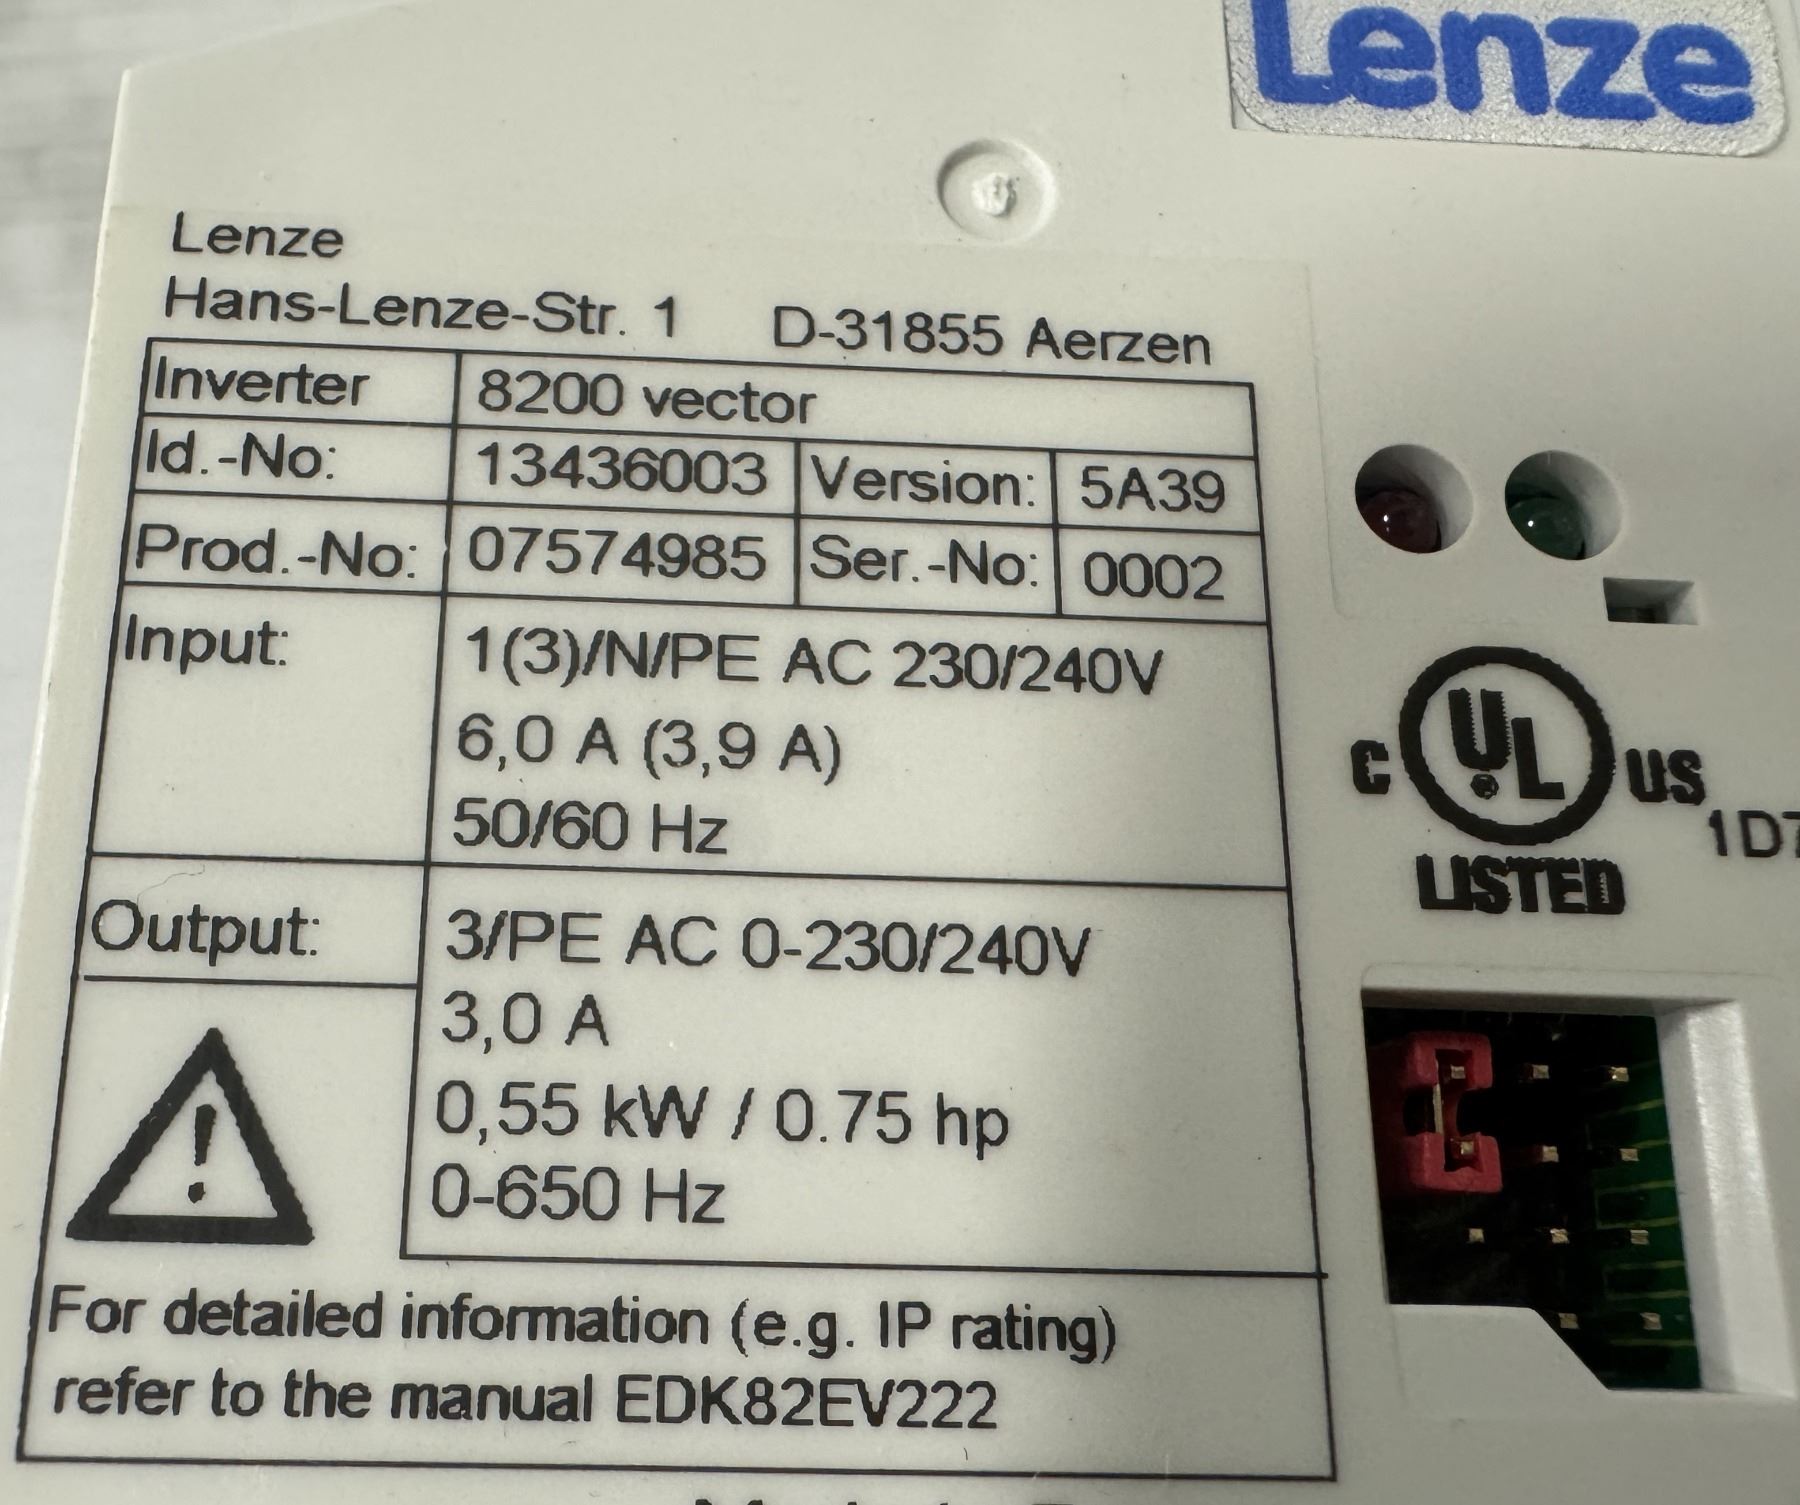 Lenze
Lenze
Hans-Lenze-Str. 1 D-31855 Aerzen
Inverter 8200 vector
Id.-No: 13436003 Version: 5A39
Prod.-No: 07574985 Ser.-No: 0002
Input: 1(3)/N/PE AC 230/240V
6,0 A (3,9 A)
50/60 Hz
Output: 3/PE AC 0-230/240V
3,0 A
0,55 kW / 0.75 hp
0-650 Hz
!
For detailed information (e.g. IP rating)
refer to the manual EDK82EV222
C UL US
LISTED
1D7